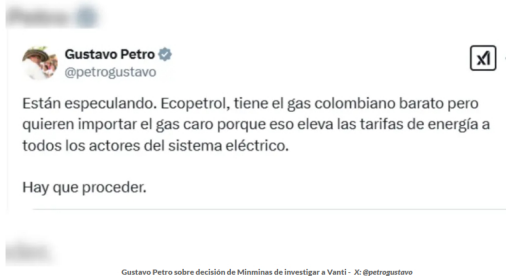 Gustavo Petro
@petrogustavo
Están especulando. Ecopetrol, tiene el gas colombiano barato pero
quieren importar el gas caro porque eso eleva las tarifas de energía a
todos los actores del sistema eléctrico.
Hay que proceder.
Gustavo Petro sobre decisión de Minminas de investigar a Vanti - X: @petrogustavo